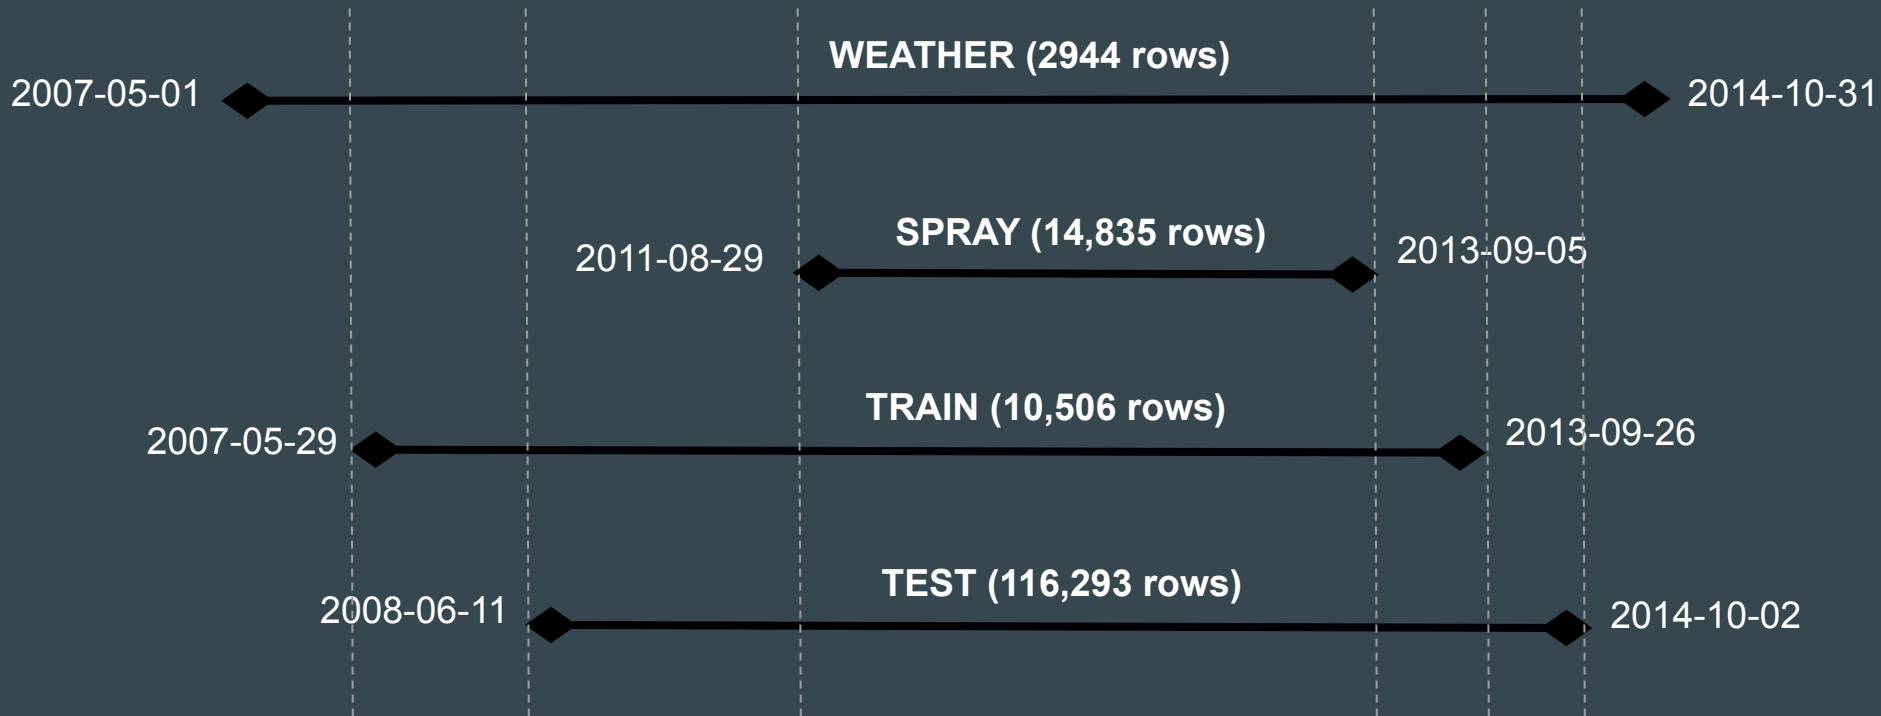 WEATHER (2944 rows)
2007-05-01
2014-10-31
SPRAY (14,835 rows)
2011-08-29
2013-09-05
TRAIN (10,506 rows)
2007-05-29
2013-09-26
TEST (116,293 rows)
2008-06-11
2014-10-02